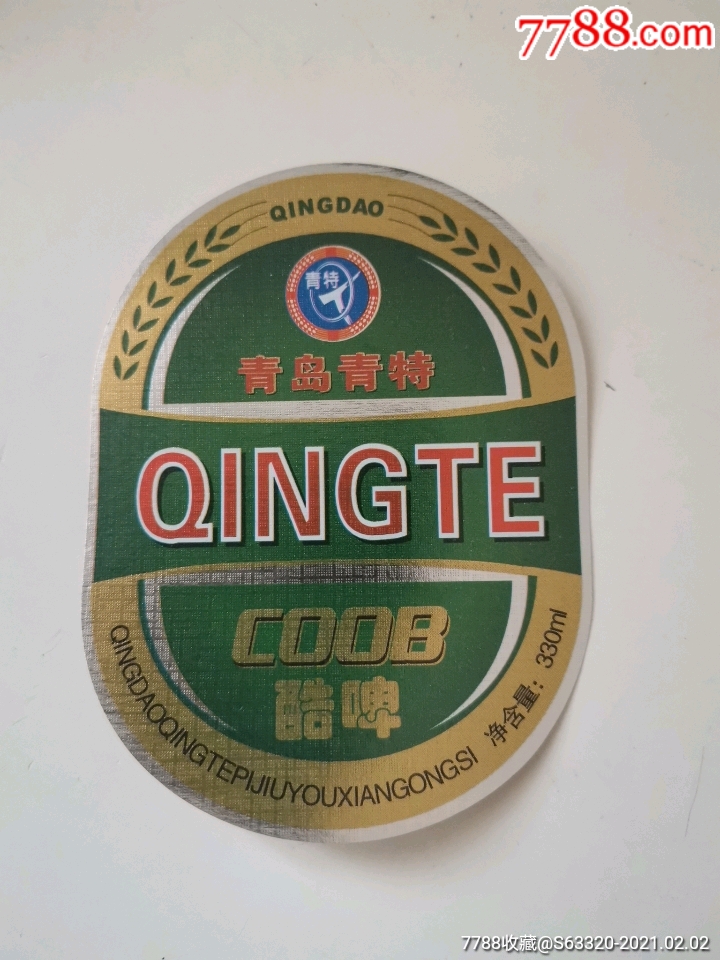 7788.com
QINGDAO
青特
青岛青特
QINGTE
COOB
酷啤
QINGDAOQINGTEPIJIUYOUXIANGONGSI
净含量：330ml
7788收藏@S63320-2021.02.02